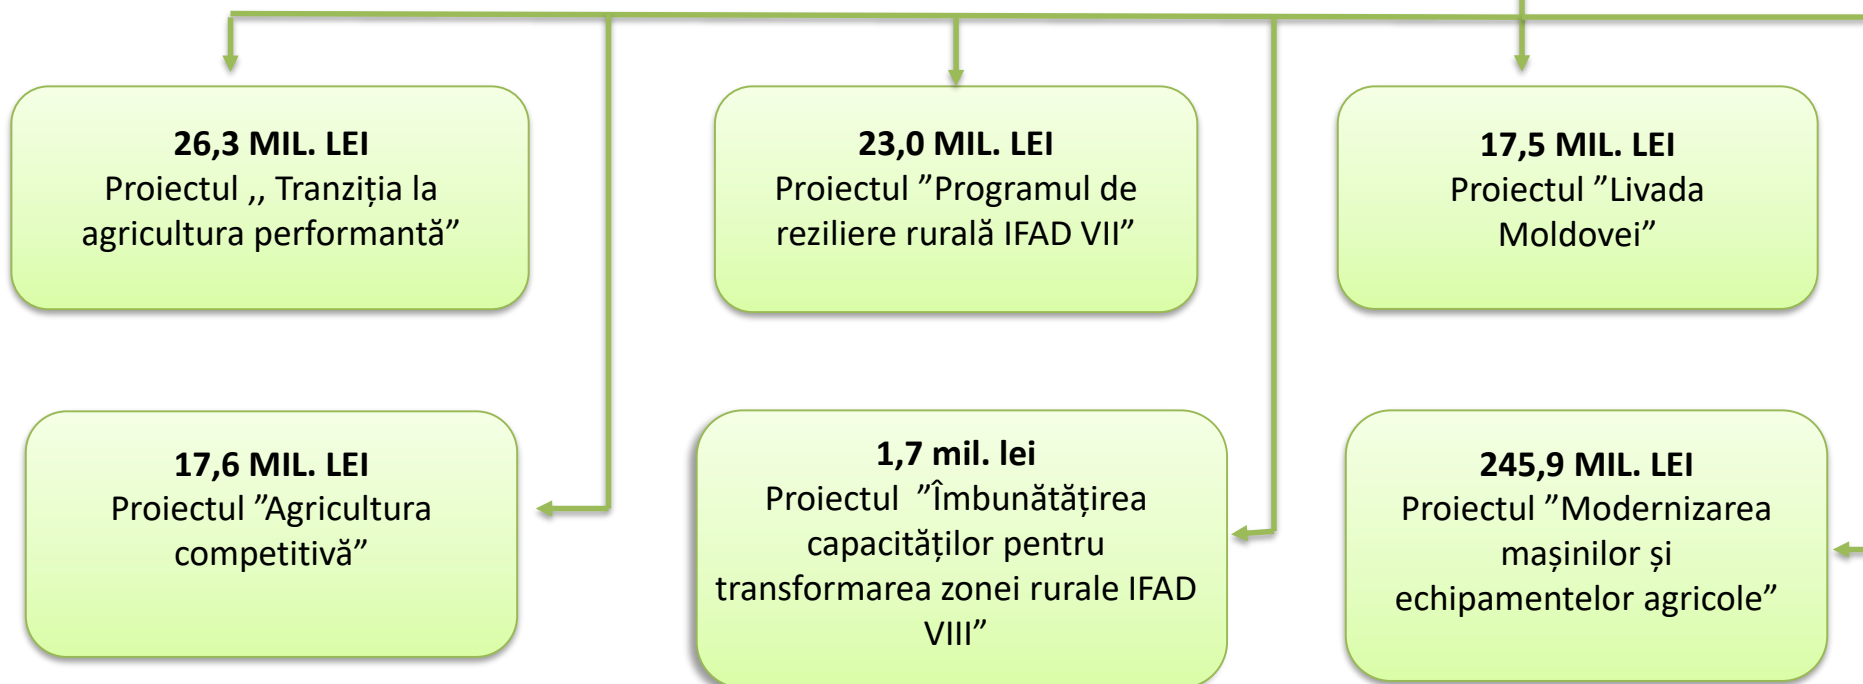 26,3 MIL. LEI
Proiectul ,, Tranziția la
agricultura performantă”
23,0 MIL. LEI
Proiectul ”Programul de
reziliere rurală IFAD VII”
17,5 MIL. LEI
Proiectul ”Livada
Moldovei”
17,6 MIL. LEI
Proiectul ”Agricultura
competitivă”
1,7 mil. lei
Proiectul ”Îmbunătățirea
capacităților pentru
transformarea zonei rurale IFAD
VIII”
245,9 MIL. LEI
Proiectul ”Modernizarea
mașinilor și
echipamentelor agricole”